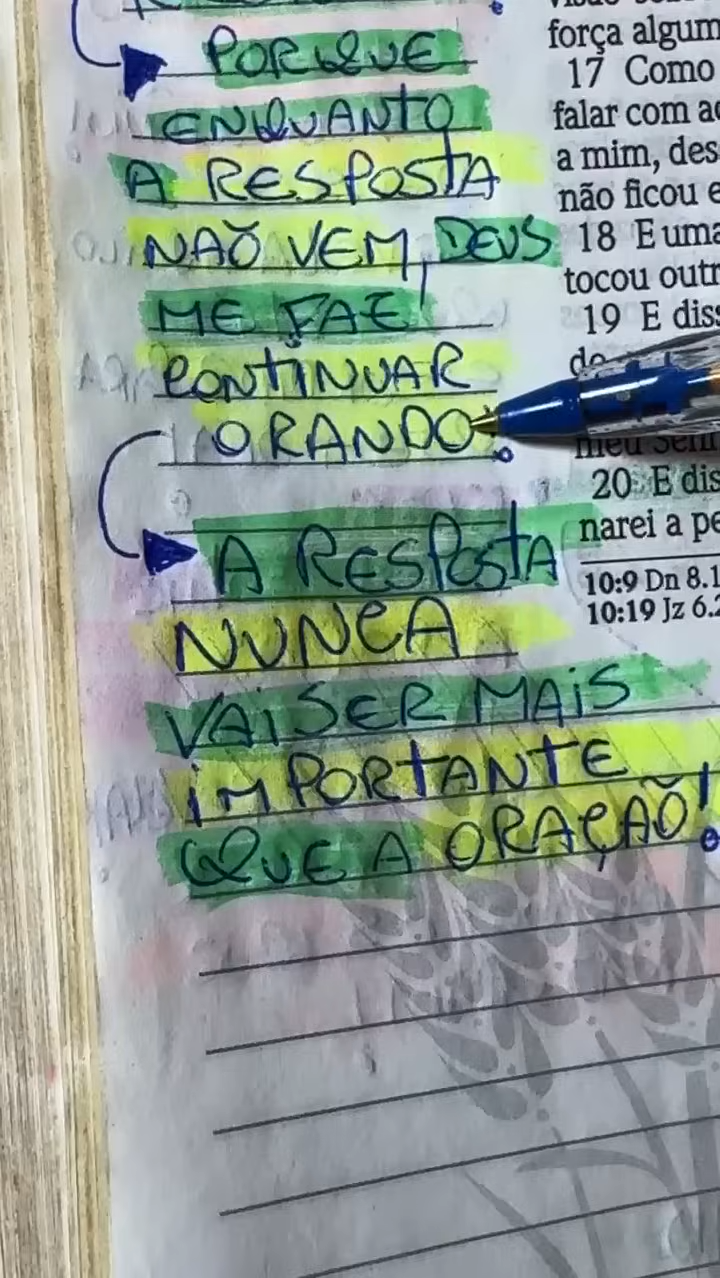 PORQUE
ENQUANTO
A RESPOSTA
NÃO VEM, DEUS
ME FAZ
CONTINUAR
ORANDO!
A RESPOSTA
NUNCA
VAI SER MAIS
IMPORTANTE
QUE A ORAÇÃO!
força algum
17 Como
falar com
a mim, des
não ficou e
18 E uma
tocou outr
19 E diss
20 E dis
narei a pe
10:9 Dn 8.1
10:19 Jz 6.2